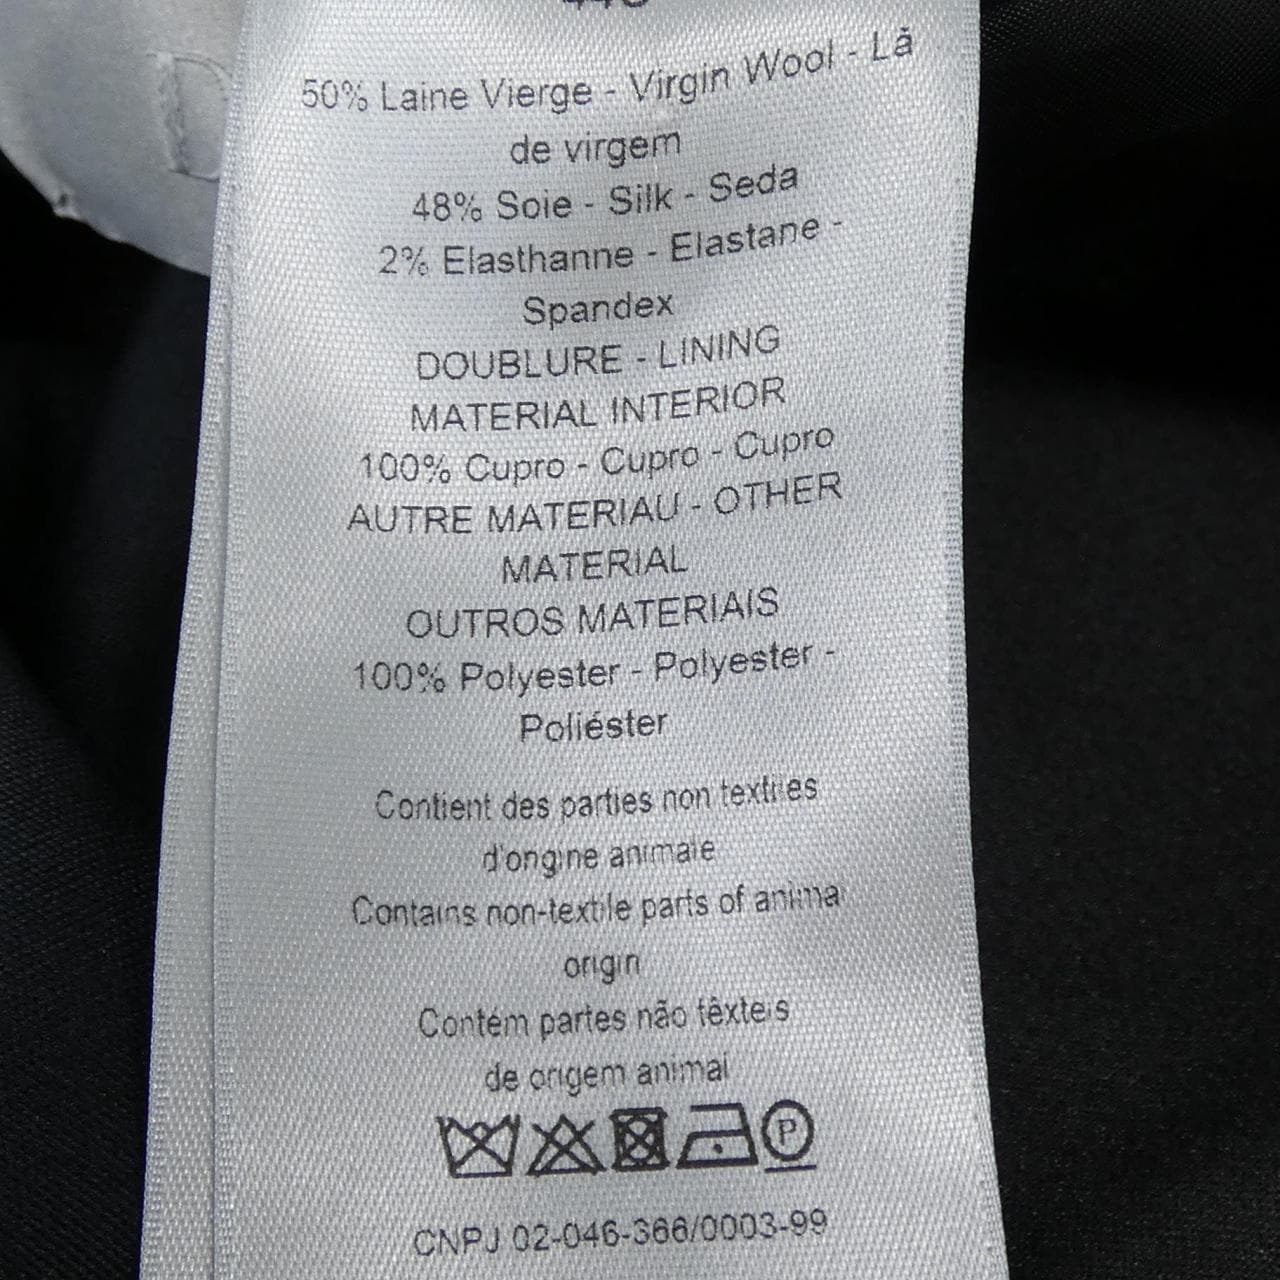 50% Laine Vierge - Virgin Wool - Lã
de virgem
48% Soie - Silk - Seda
2% Elasthanne - Elastane -
Spandex
DOUBLURE - LINING
MATERIAL INTERIOR
100% Cupro - Cupro - Cupro
AUTRE MATERIAU - OTHER
MATERIAL
OUTROS MATERIAIS
100% Polyester - Polyester -
Poliéster
Contient des parties non textiles
d'origine animale
Contains non-textile parts of animal
origin
Contém partes não têxteis
de origem animal
P
CNPJ 02-046-366/0003-99